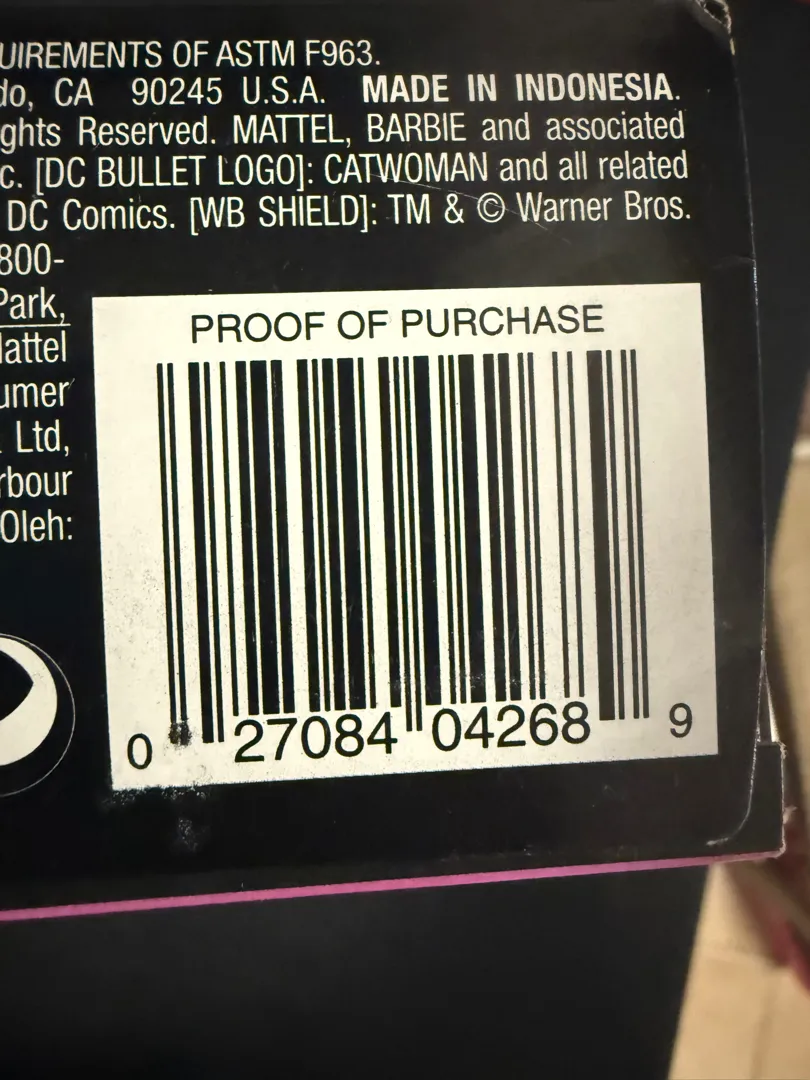 UIREMENTS OF ASTM F963.
do, CA 90245 U.S.A. MADE IN INDONESIA.
ghts Reserved. MATTEL, BARBIE and associated
c. [DC BULLET LOGO]: CATWOMAN and all related
DC Comics. [WB SHIELD]: TM & © Warner Bros.
800-
Park,
Mattel
umer
Ltd,
rbour
Oleh:
PROOF OF PURCHASE
0 27084 04268 9